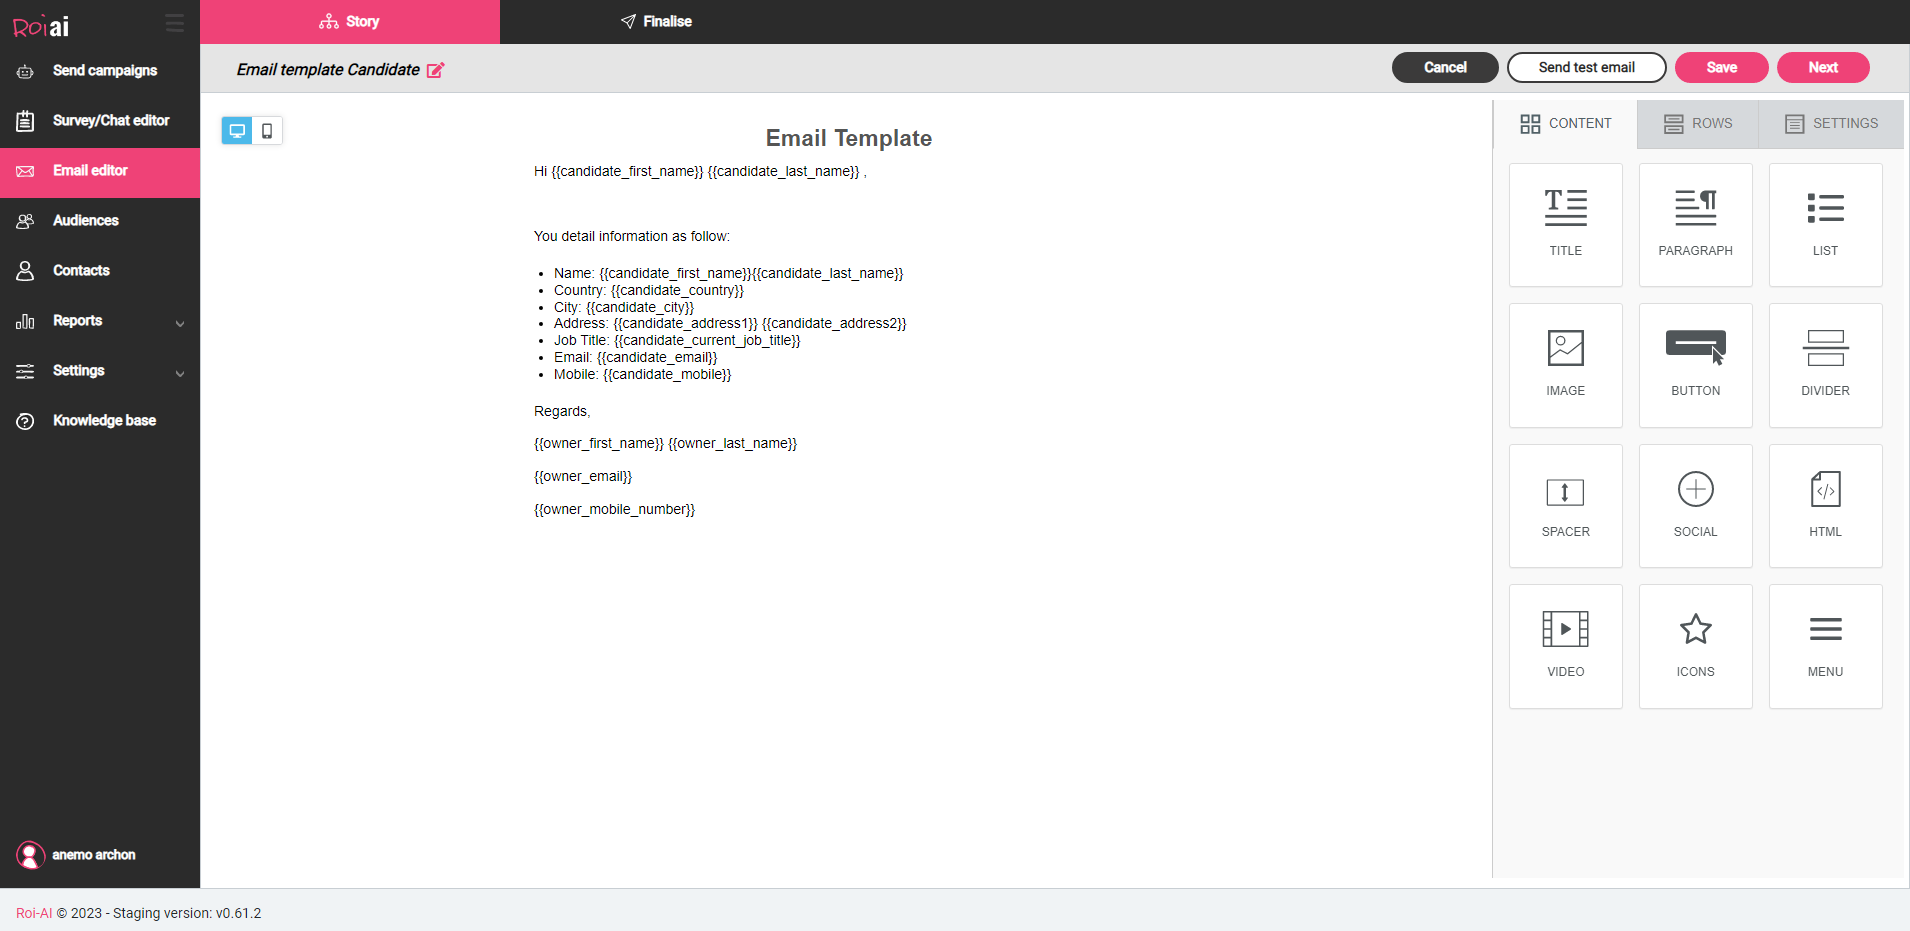 Roi ai
Story
Finalise
Send campaigns
Survey/Chat editor
Email editor
Audiences
Contacts
Reports
Settings
Knowledge base
anemo archon
Email template Candidate
Cancel
Send test email
Save
Next
Email Template
Hi {{candidate_first_name}} {{candidate_last_name}} ,
You detail information as follow:
• Name: {{candidate_first_name}}{{candidate_last_name}}
• Country: {{candidate_country}}
• City: {{candidate_city}}
• Address: {{candidate_address1}} {{candidate_address2}}
• Job Title: {{candidate_current_job_title}}
• Email: {{candidate_email}}
• Mobile: {{candidate_mobile}}
Regards,
{{owner_first_name}} {{owner_last_name}}
{{owner_email}}
{{owner_mobile_number}}
CONTENT
ROWS
SETTINGS
TITLE
PARAGRAPH
LIST
IMAGE
BUTTON
DIVIDER
SPACER
SOCIAL
HTML
VIDEO
ICONS
MENU
Roi-AI © 2023 - Staging version: v0.61.2